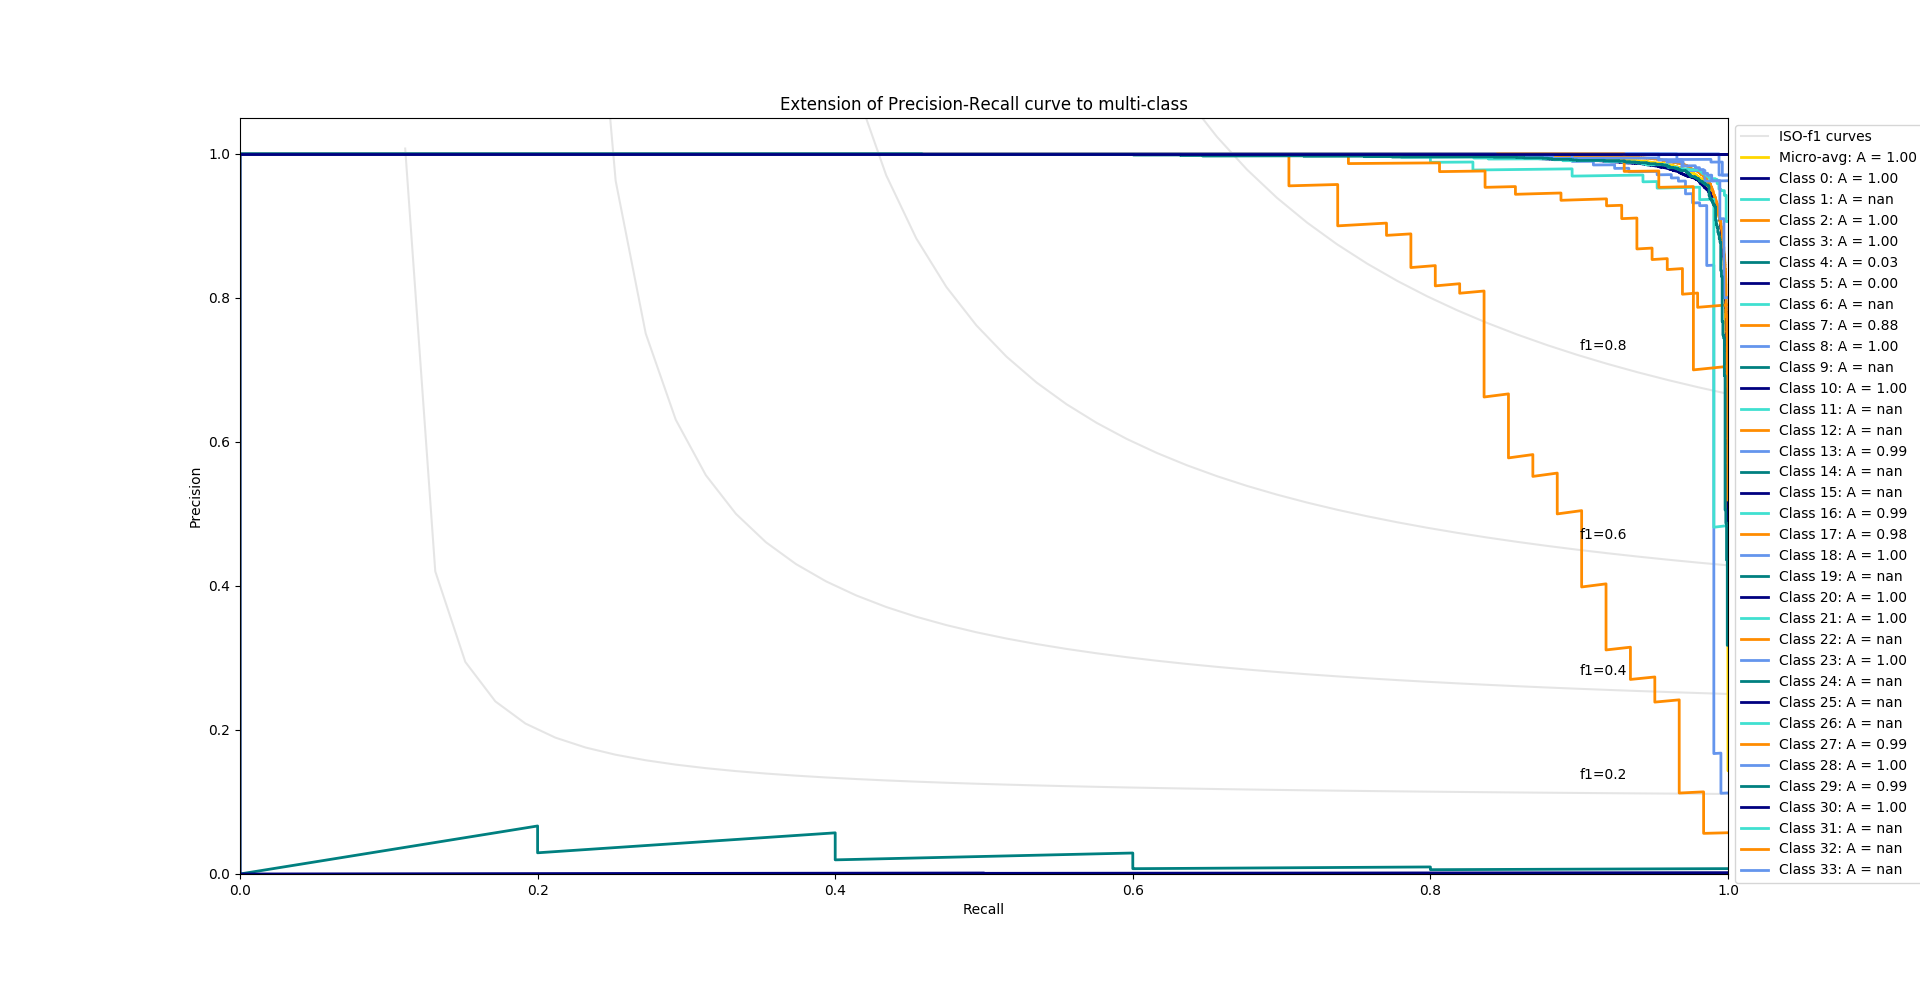 Extension of Precision-Recall curve to multi-class
1.0
0.8
0.6
0.4
0.2
0.0
Precision
0.0 0.2 0.4 0.6 0.8 1.0
Recall
f1=0.8
f1=0.6
f1=0.4
f1=0.2
ISO-f1 curves
Micro-avg: A = 1.00
Class 0: A = 1.00
Class 1: A = nan
Class 2: A = 1.00
Class 3: A = 1.00
Class 4: A = 0.03
Class 5: A = 0.00
Class 6: A = nan
Class 7: A = 0.88
Class 8: A = 1.00
Class 9: A = nan
Class 10: A = 1.00
Class 11: A = nan
Class 12: A = nan
Class 13: A = 0.99
Class 14: A = nan
Class 15: A = nan
Class 16: A = 0.99
Class 17: A = 0.98
Class 18: A = 1.00
Class 19: A = nan
Class 20: A = 1.00
Class 21: A = 1.00
Class 22: A = nan
Class 23: A = 1.00
Class 24: A = nan
Class 25: A = nan
Class 26: A = nan
Class 27: A = 0.99
Class 28: A = 1.00
Class 29: A = 0.99
Class 30: A = 1.00
Class 31: A = nan
Class 32: A = nan
Class 33: A = nan